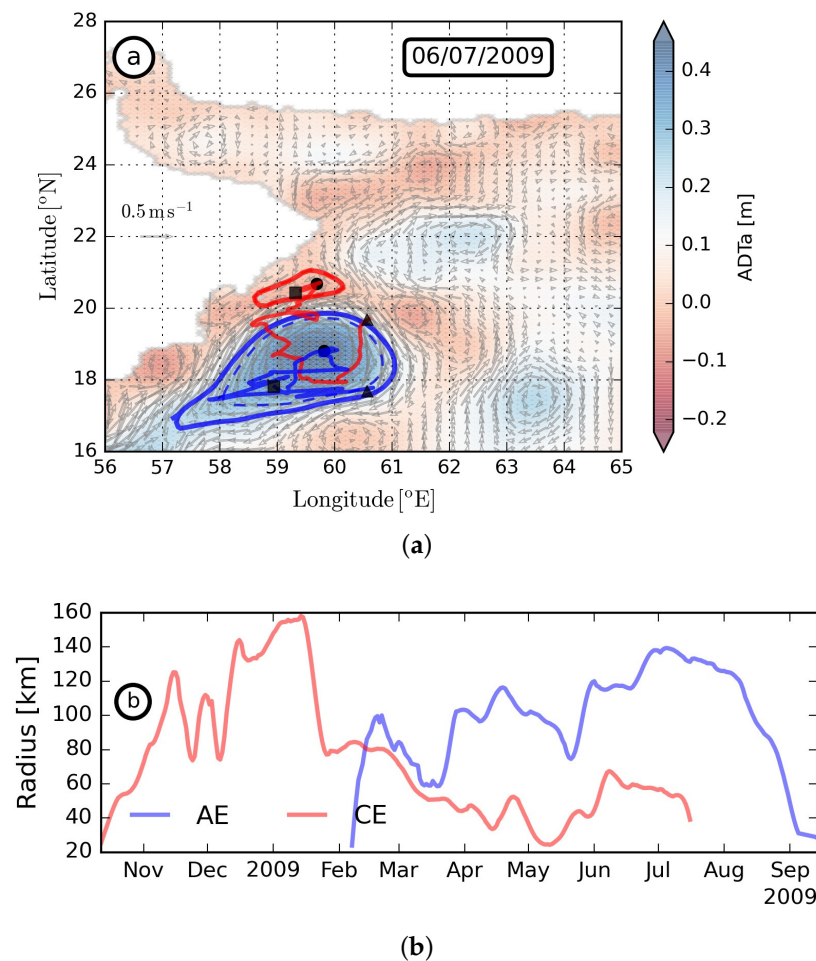 28
26
24
22
20
18
16
Latitude [°N]
a
06/07/2009
0.5 m s⁻¹
56 57 58 59 60 61 62 63 64 65
Longitude [°E]
0.4
0.3
0.2
0.1
0.0
−0.1
−0.2
ADTa [m]
(a)
160
140
120
100
80
60
40
20
Radius [km]
b
AE CE
Nov Dec 2009 Feb Mar Apr May Jun Jul Aug Sep
2009
(b)